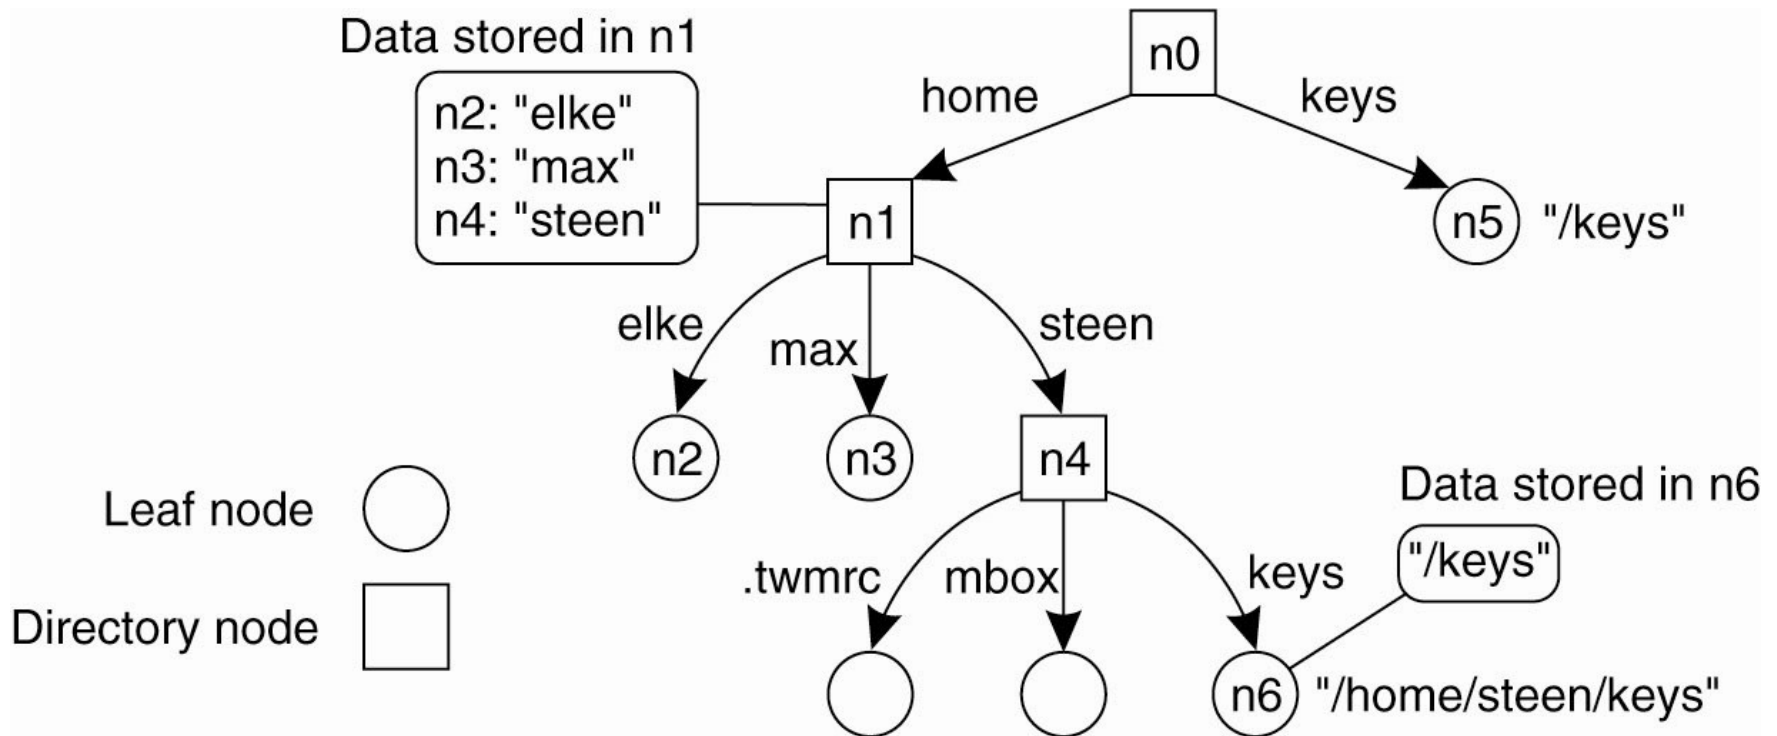 Data stored in n1
n0
n2: "elke"
n3: "max"
n4: "steen"
home
keys
n1
n5
"/keys"
elke
max
steen
n2
n3
n4
Leaf node
Directory node
Data stored in n6
"/keys"
.twmrc
mbox
keys
n6
"/home/steen/keys"